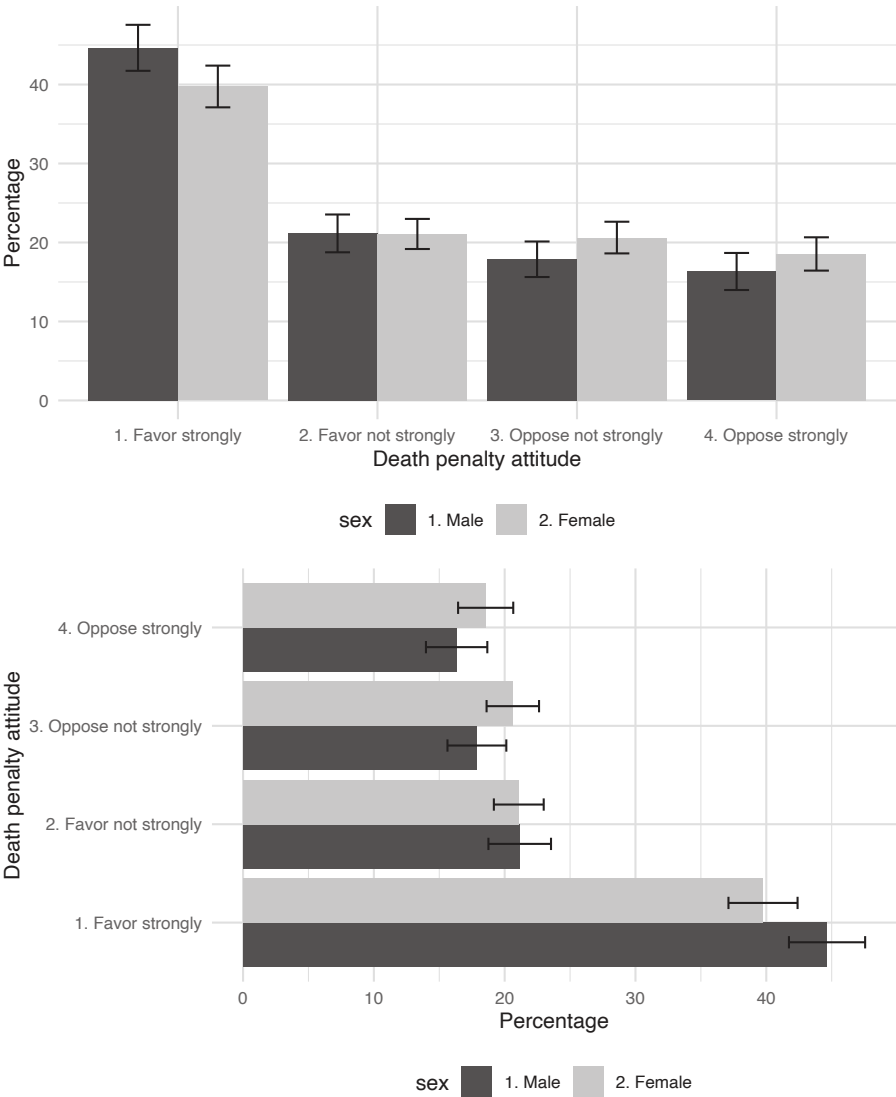 Percentage
40
30
20
10
0
1. Favor strongly 2. Favor not strongly 3. Oppose not strongly 4. Oppose strongly
Death penalty attitude
sex 1. Male 2. Female
Death penalty attitude
4. Oppose strongly
3. Oppose not strongly
2. Favor not strongly
1. Favor strongly
0 10 20 30 40
Percentage
sex 1. Male 2. Female